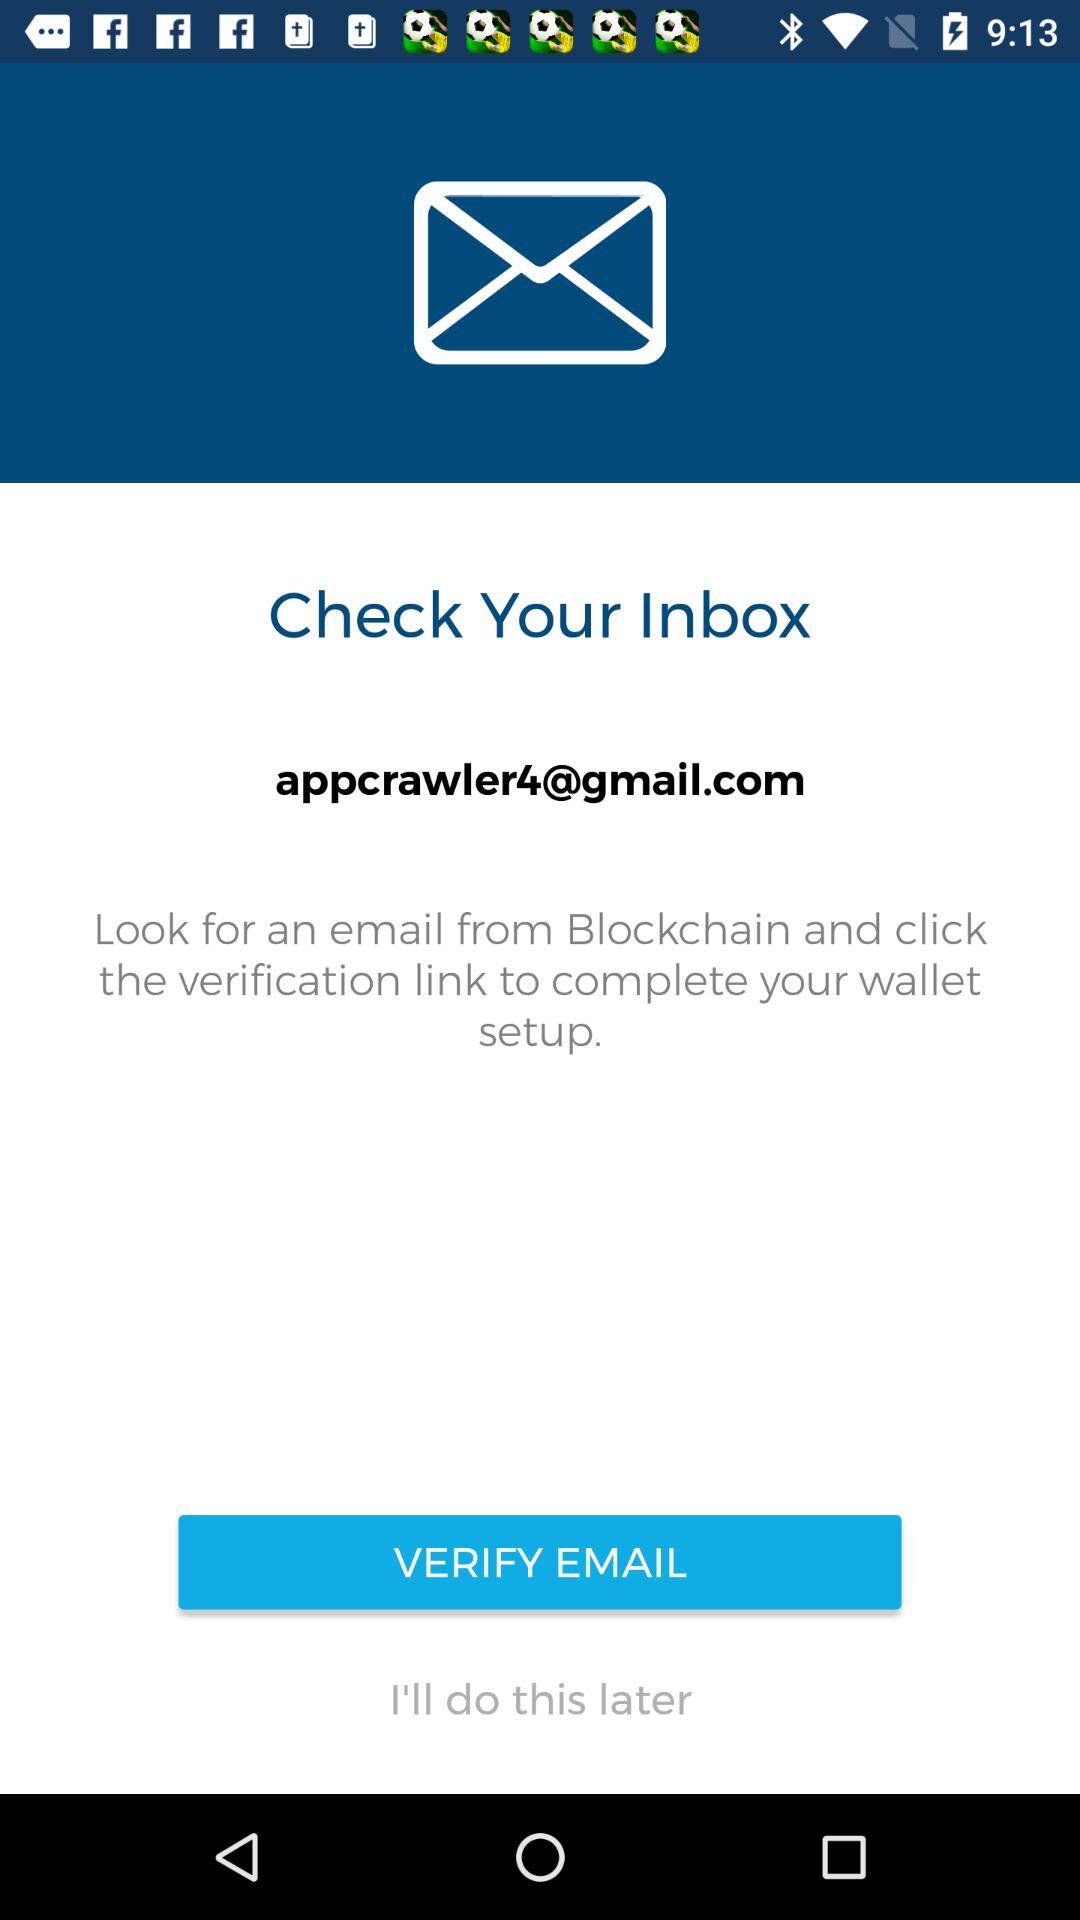 9:13
Check Your Inbox
appcrawler4@gmail.com
Look for an email from Blockchain and click
the verification link to complete your wallet
setup.
VERIFY EMAIL
I'll do this later